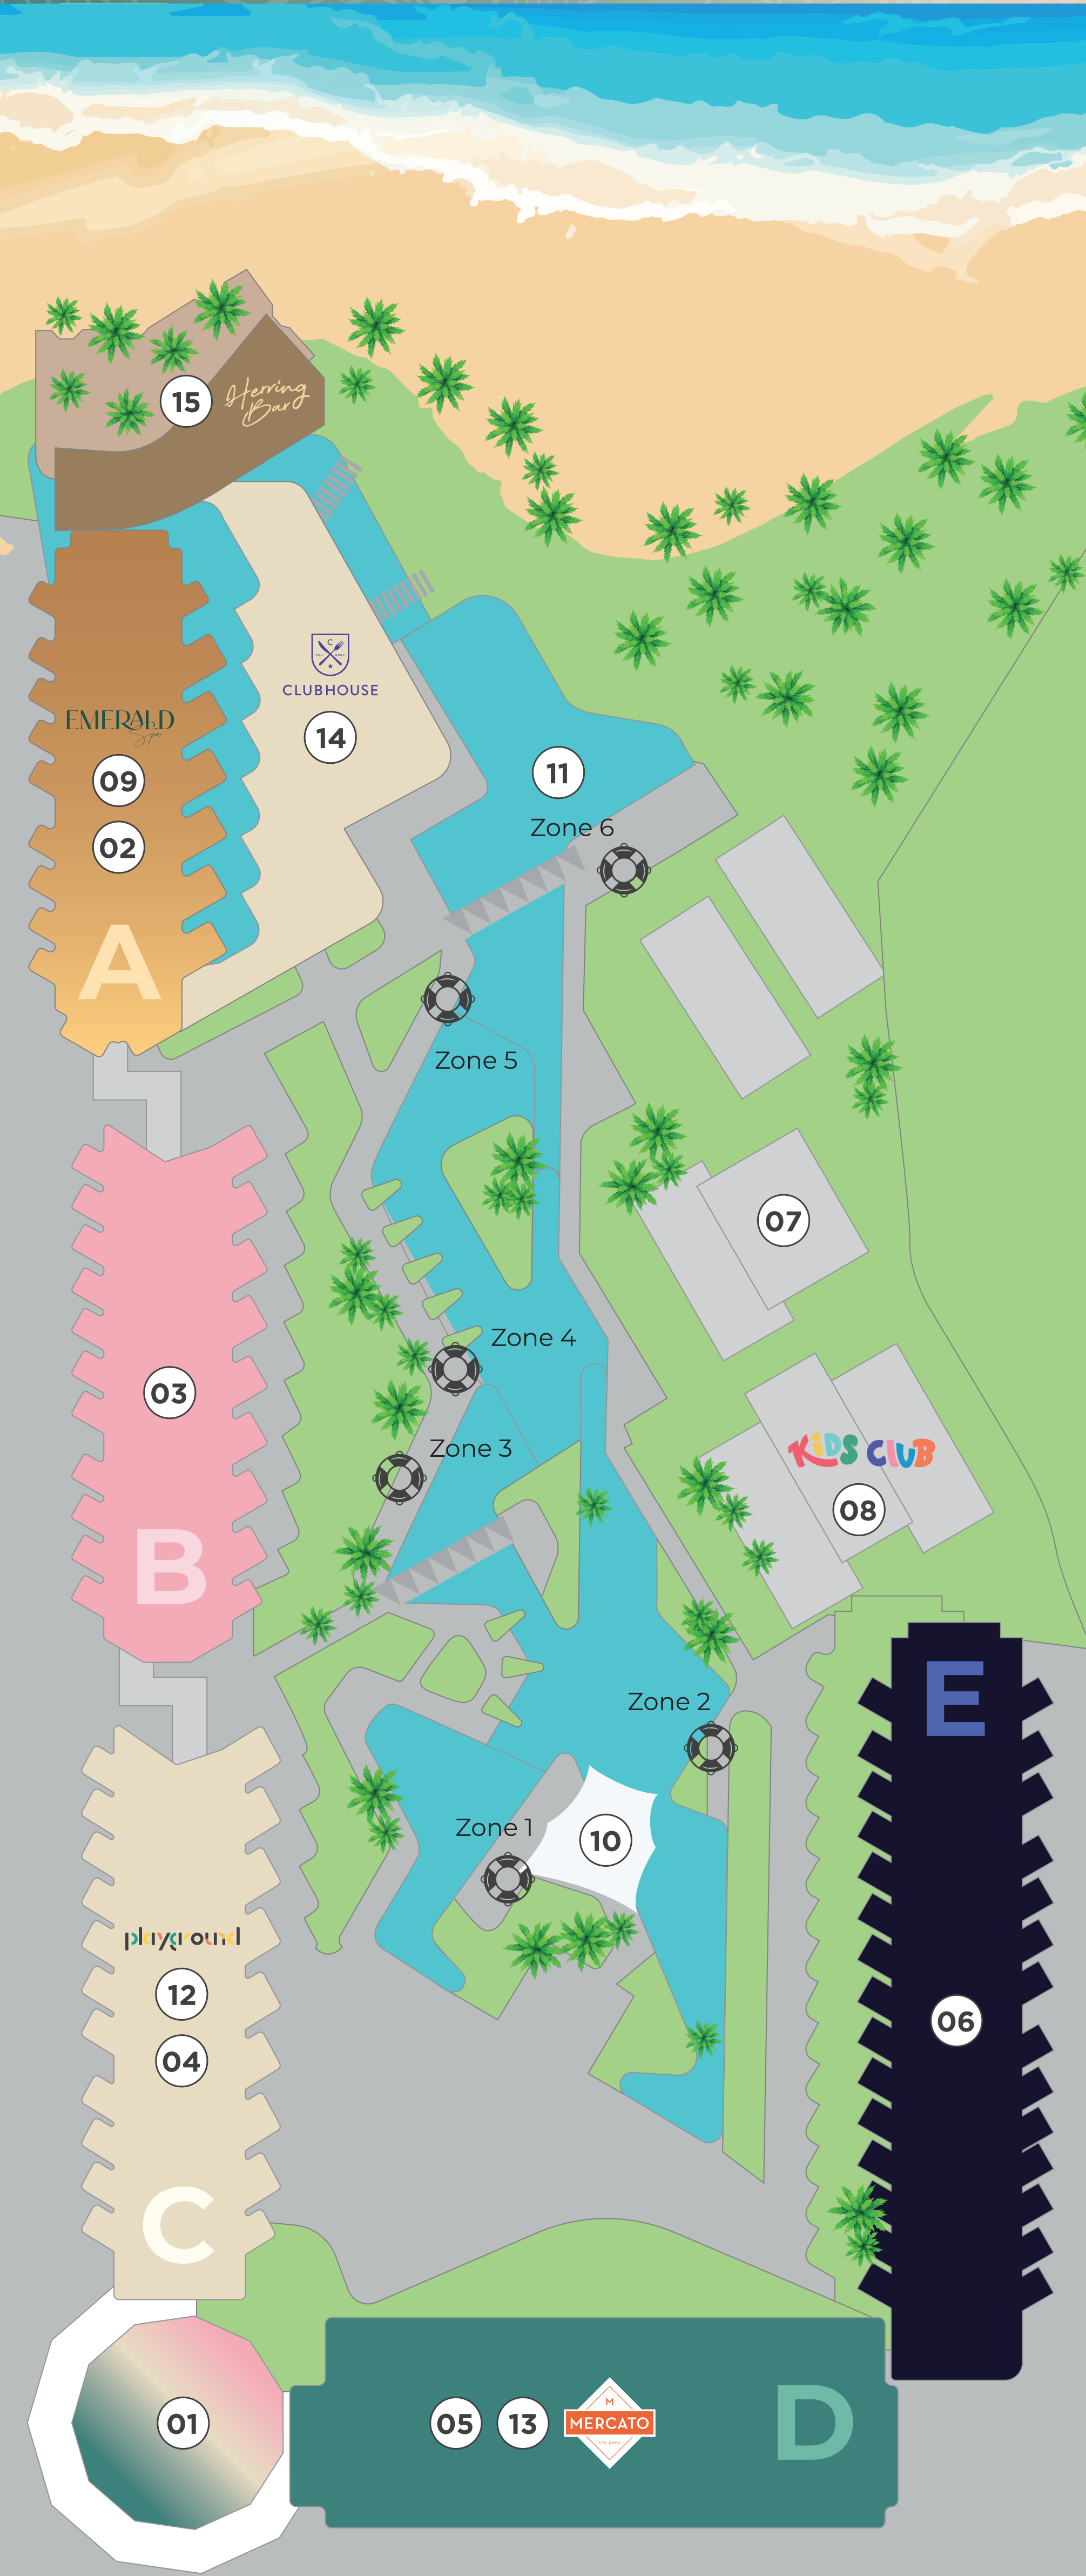 15
Herring
Bar
CLUBHOUSE
14
EMERALD
Spa
09
02
A
11
Zone 6
Zone 5
07
03
B
Zone 4
Zone 3
KiDS CLUB
08
E
Zone 2
Zone 1
10
playground
12
04
C
06
01
05
13
M
MERCATO
D